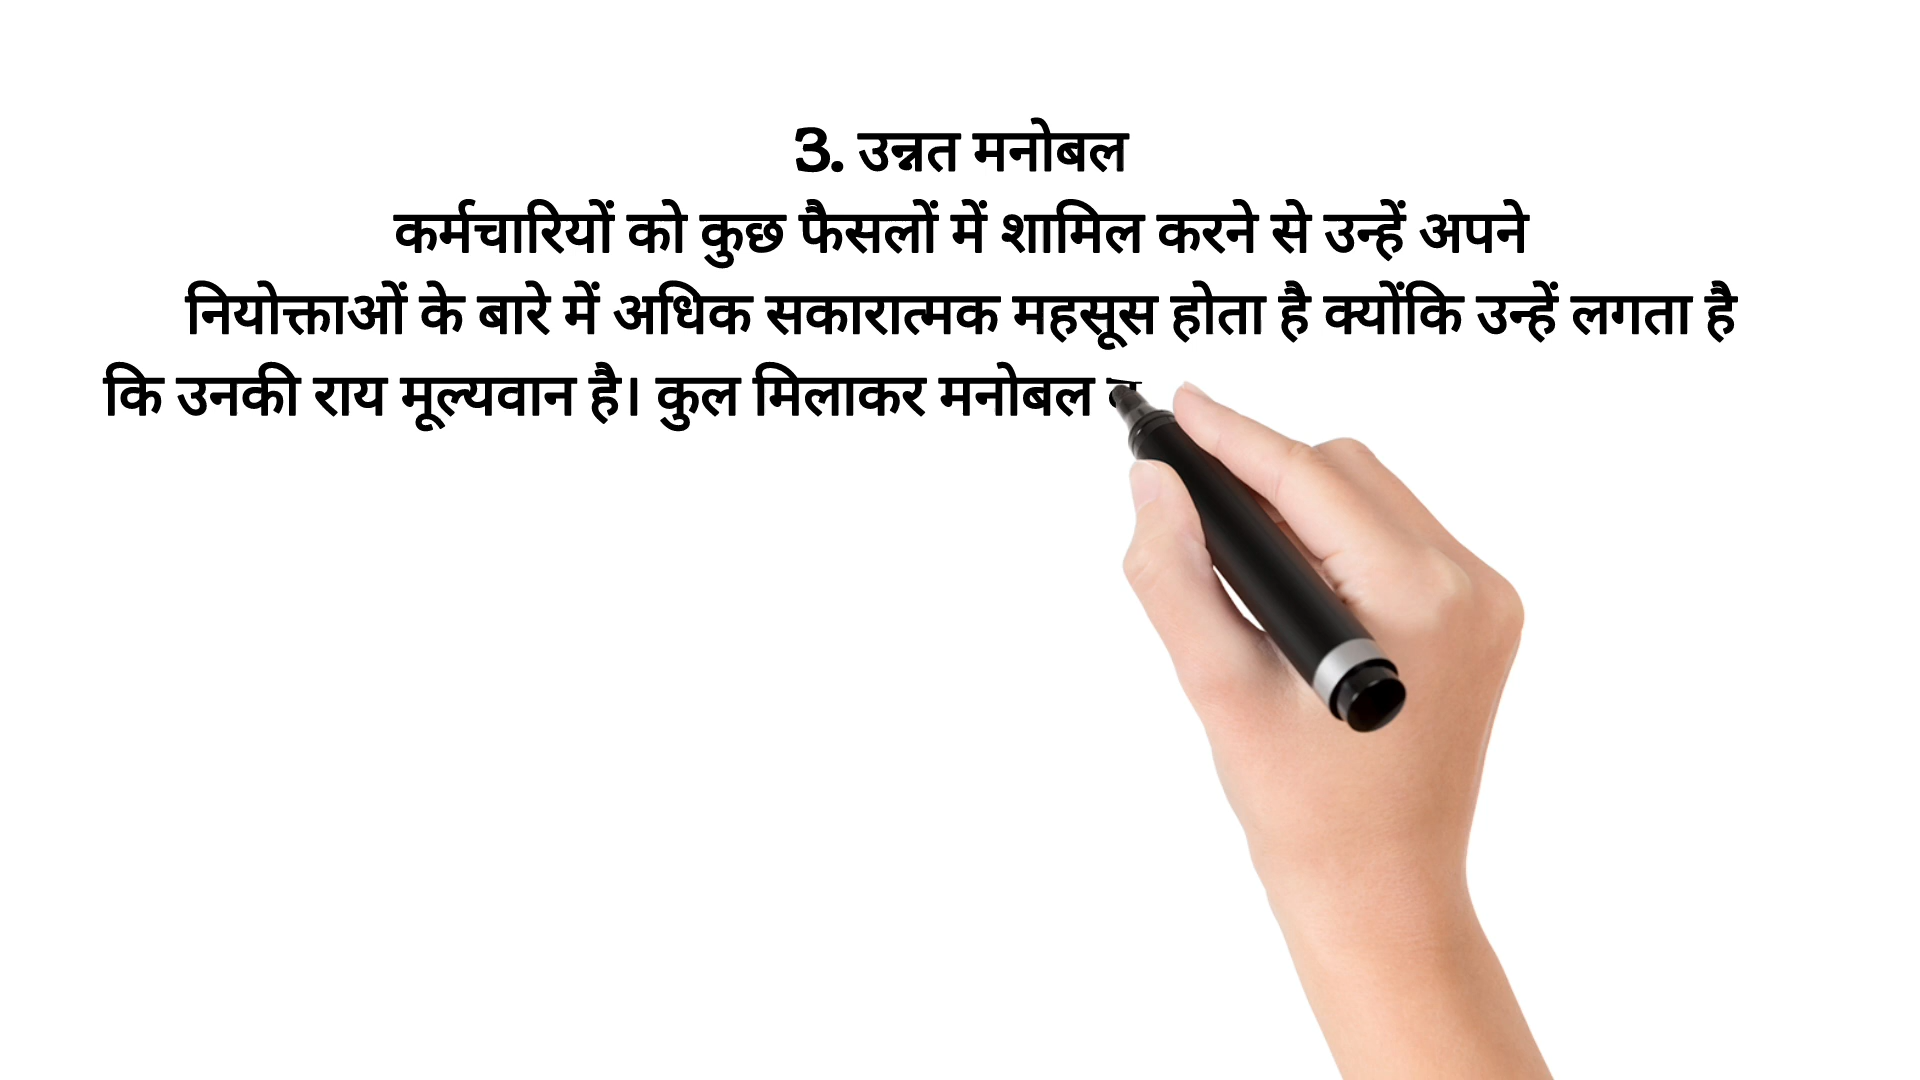 3. उन्नत मनोबल
कर्मचारियों को कुछ फैसलों में शामिल करने से उन्हें अपने
नियोक्ताओं के बारे में अधिक सकारात्मक महसूस होता है क्योंकि उन्हें लगता है
कि उनकी राय मूल्यवान है। कुल मिलाकर मनोबल